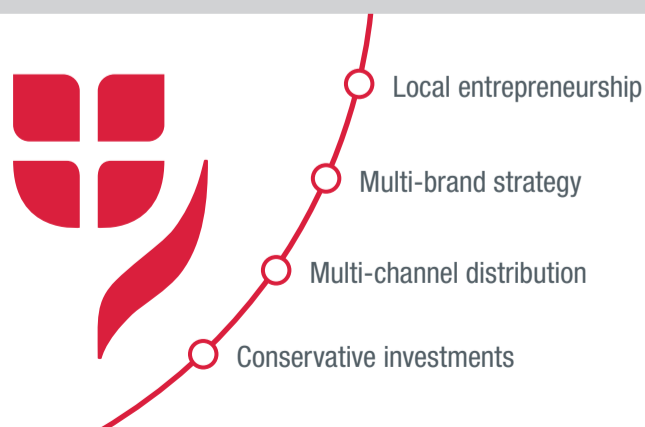 Local entrepreneurship
Multi-brand strategy
Multi-channel distribution
Conservative investments